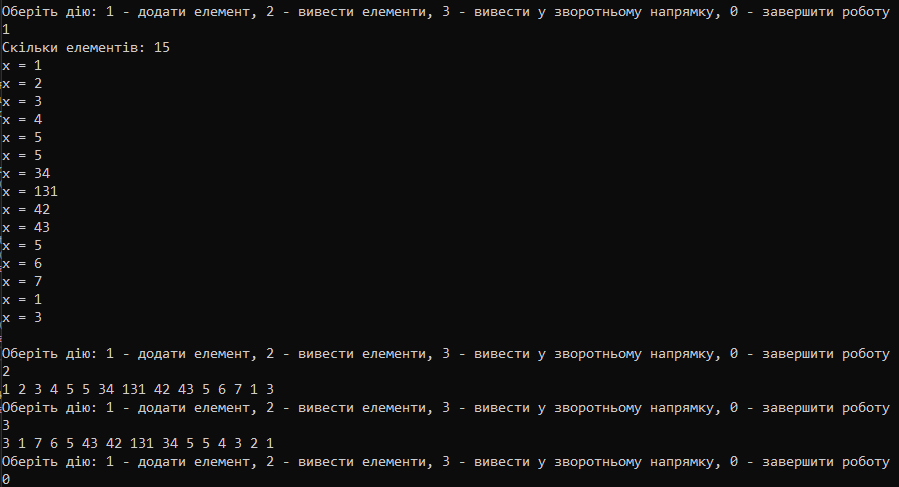 Оберіть дію: 1 - додати елемент, 2 - вивести елементи, 3 - вивести у зворотньому напрямку, 0 - завершити роботу
1
Скільки елементів: 15
x = 1
x = 2
x = 3
x = 4
x = 5
x = 5
x = 34
x = 131
x = 42
x = 43
x = 5
x = 6
x = 7
x = 1
x = 3
Оберіть дію: 1 - додати елемент, 2 - вивести елементи, 3 - вивести у зворотньому напрямку, 0 - завершити роботу
2
1 2 3 4 5 5 34 131 42 43 5 6 7 1 3
Оберіть дію: 1 - додати елемент, 2 - вивести елементи, 3 - вивести у зворотньому напрямку, 0 - завершити роботу
3
3 1 7 6 5 43 42 131 34 5 5 4 3 2 1
Оберіть дію: 1 - додати елемент, 2 - вивести елементи, 3 - вивести у зворотньому напрямку, 0 - завершити роботу
0